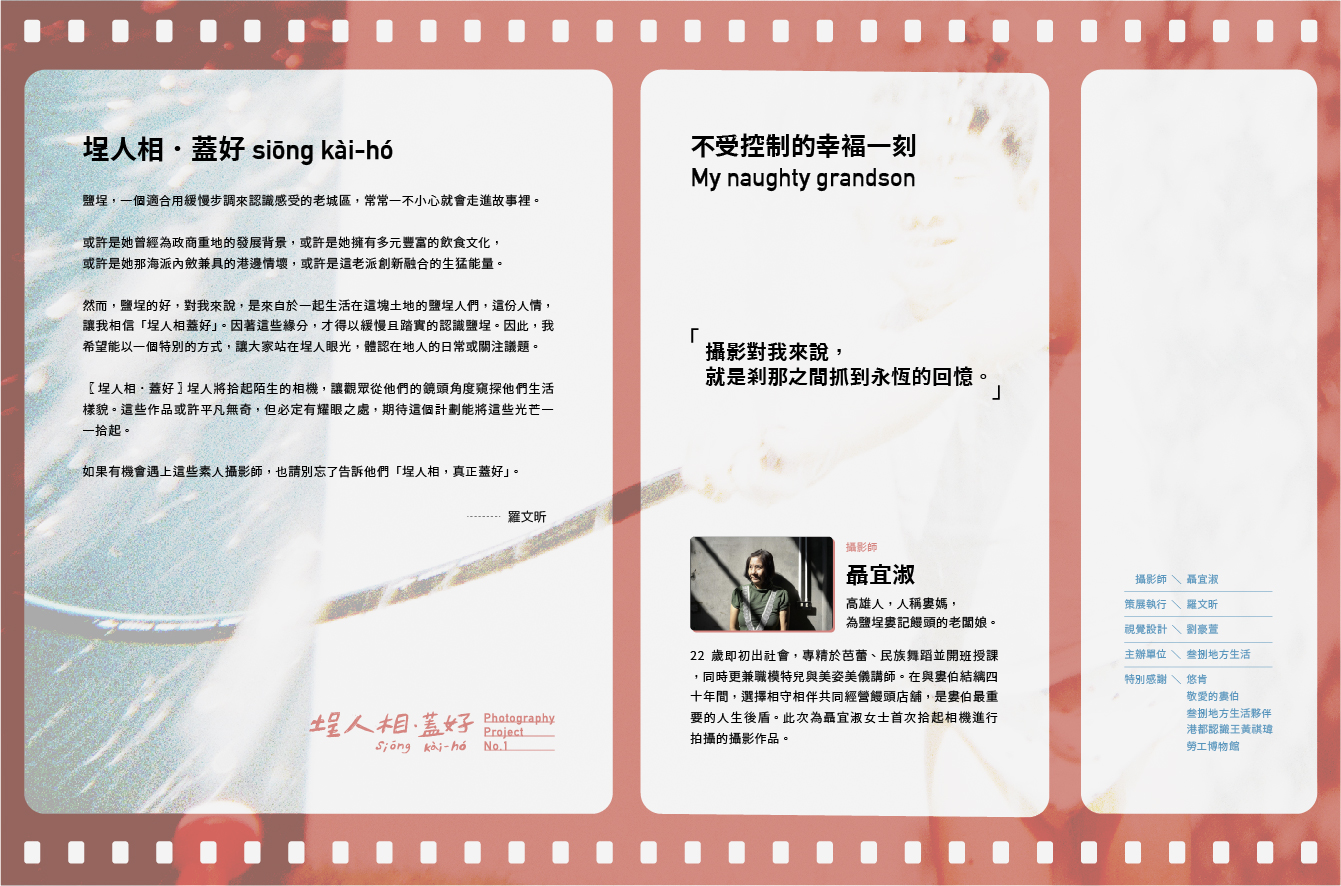 埕人相·蓋好 siōng kài-hó
鹽埕，一個適合用緩慢步調來認識感受的老城區，常常一不小心就會走進故事裡。
或許是她曾經為政商重地的發展背景，或許是她擁有多元豐富的飲食文化，
或許是她那海派內斂兼具的港邊情懷，或許是這老派創新融合的生猛能量。
然而，鹽埕的好，對我來說，是來自於一起生活在這塊土地的鹽埕人們，這份人情，
讓我相信「埕人相蓋好」。因著這些緣分，才得以緩慢且踏實的認識鹽埕。因此，我
希望能以一個特別的方式，讓大家站在埕人眼光，體認在地人的日常或關注議題。
〖埕人相·蓋好〗埕人將拾起陌生的相機，讓觀眾從他們的鏡頭角度窺探他們生活
樣貌。這些作品或許平凡無奇，但必定有耀眼之處，期待這個計劃能將這些光芒一
一拾起。
如果有機會遇上這些素人攝影師，也請別忘了告訴他們「埕人相，真正蓋好」。
羅文昕
埕人相·蓋好
siōng kài-hó
Photography
Project
No.1
不受控制的幸福一刻
My naughty grandson
「攝影對我來說，
就是剎那之間抓到永恆的回憶。」
攝影師
聶宜淑
高雄人，人稱婁媽，
為鹽埕婁記饅頭的老闆娘。
22 歲即初出社會，專精於芭蕾、民族舞蹈並開班授課
，同時更兼職模特兒與美姿美儀講師。在與婁伯結縭四
十年間，選擇相守相伴共同經營饅頭店舖，是婁伯最重
要的人生後盾。此次為聶宜淑女士首次拾起相機進行
拍攝的攝影作品。
攝影師 ＼ 聶宜淑
策展執行 ＼ 羅文昕
視覺設計 ＼ 劉豪萱
主辦單位 ＼ 叁捌地方生活
特別感謝 ＼ 悠肯
敬愛的婁伯
叁捌地方生活夥伴
港都認識王黃祺瑋
勞工博物館